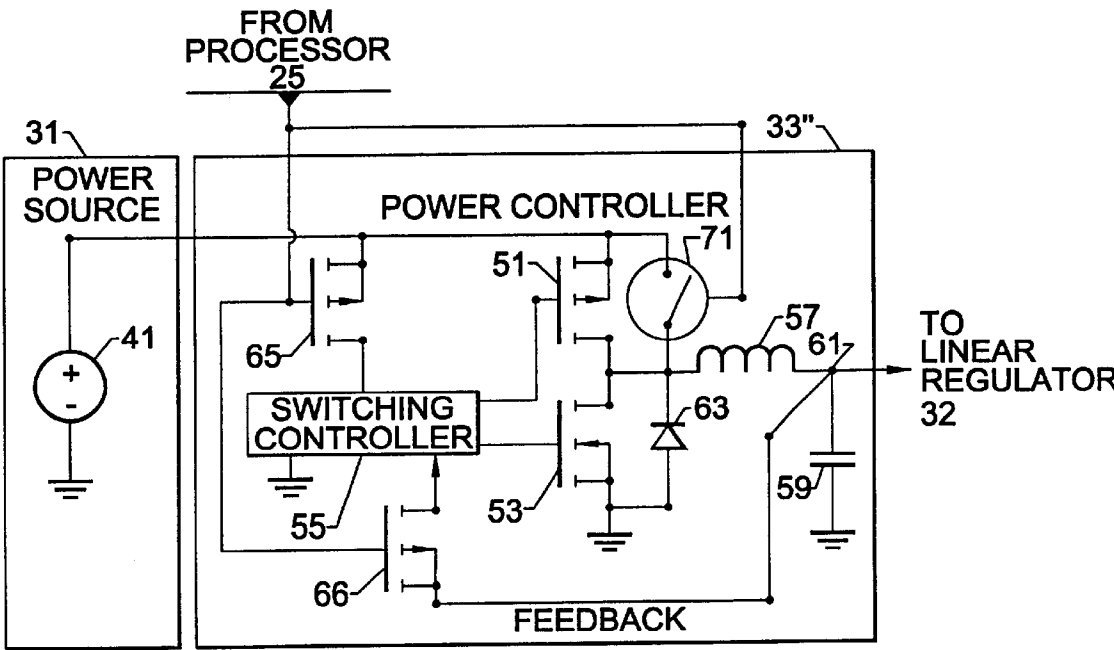 FROM
PROCESSOR
25
31
33"
POWER
SOURCE
POWER CONTROLLER
71
51
57
TO
LINEAR
REGULATOR
32
61
41
+
-
65
63
SWITCHING
CONTROLLER
59
53
55
66
FEEDBACK